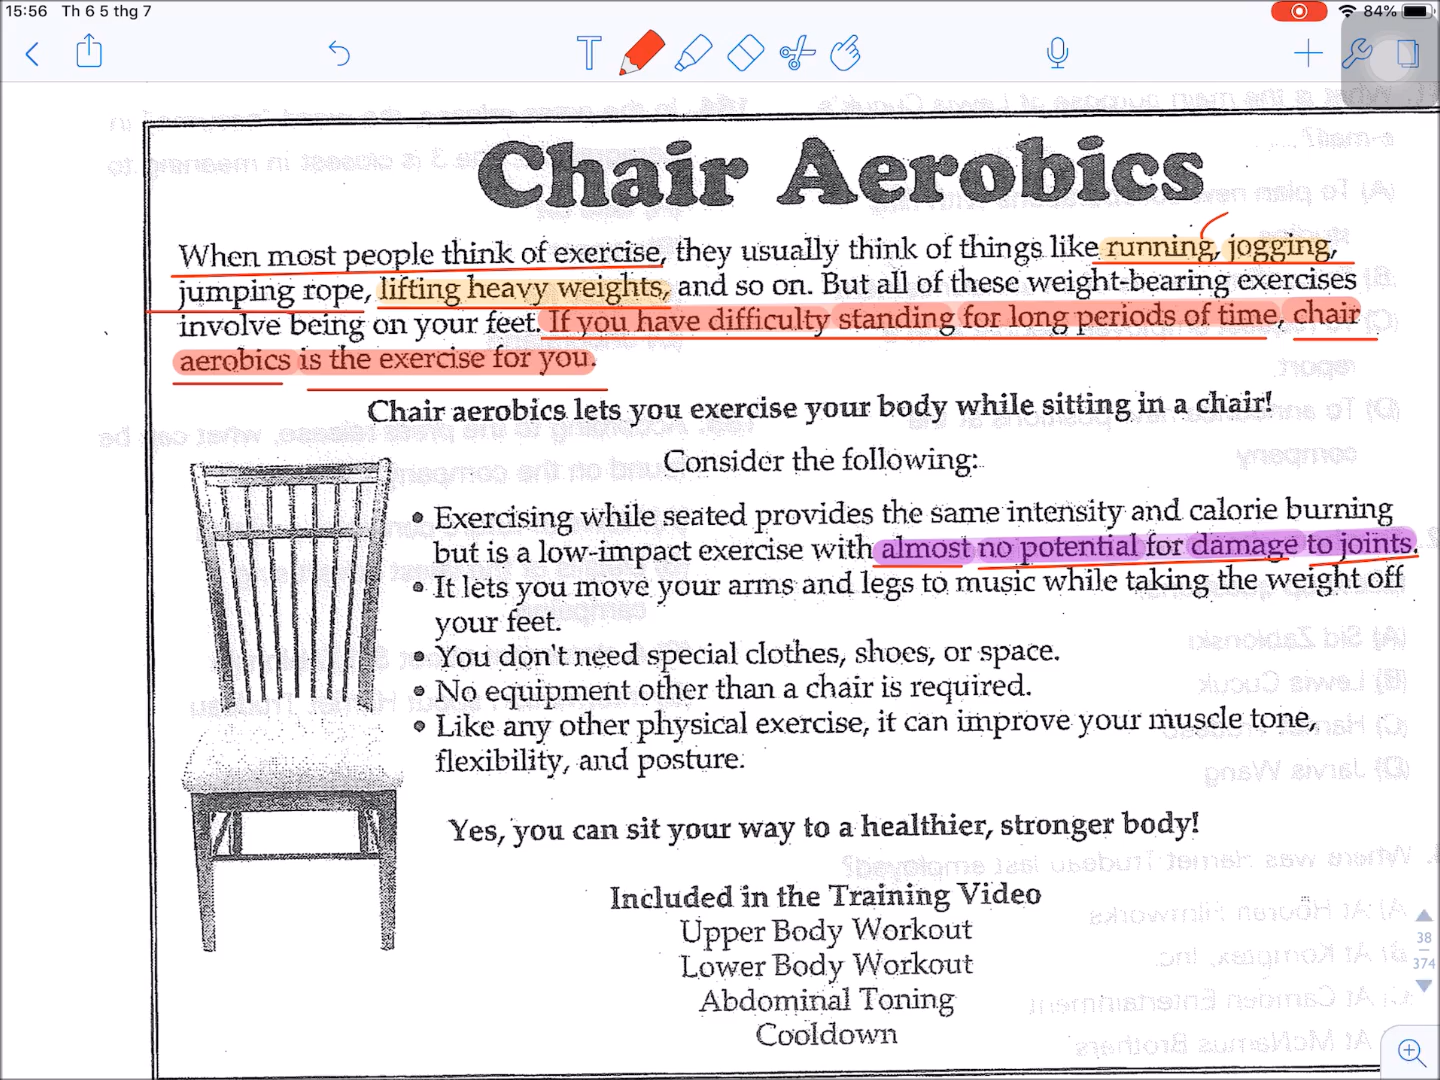 15:56 Th 6 5 thg 7
84%
Chair Aerobics
When most people think of exercise, they usually think of things like running, jogging,
jumping rope, lifting heavy weights, and so on. But all of these weight-bearing exercises
involve being on your feet. If you have difficulty standing for long periods of time, chair
aerobics is the exercise for you.
Chair aerobics lets you exercise your body while sitting in a chair!
Consider the following:
• Exercising while seated provides the same intensity and calorie burning
but is a low-impact exercise with almost no potential for damage to joints.
• It lets you move your arms and legs to music while taking the weight off
your feet.
• You don't need special clothes, shoes, or space.
• No equipment other than a chair is required.
• Like any other physical exercise, it can improve your muscle tone,
flexibility, and posture.
Yes, you can sit your way to a healthier, stronger body!
Included in the Training Video
Upper Body Workout
Lower Body Workout
Abdominal Toning
Cooldown
38
374